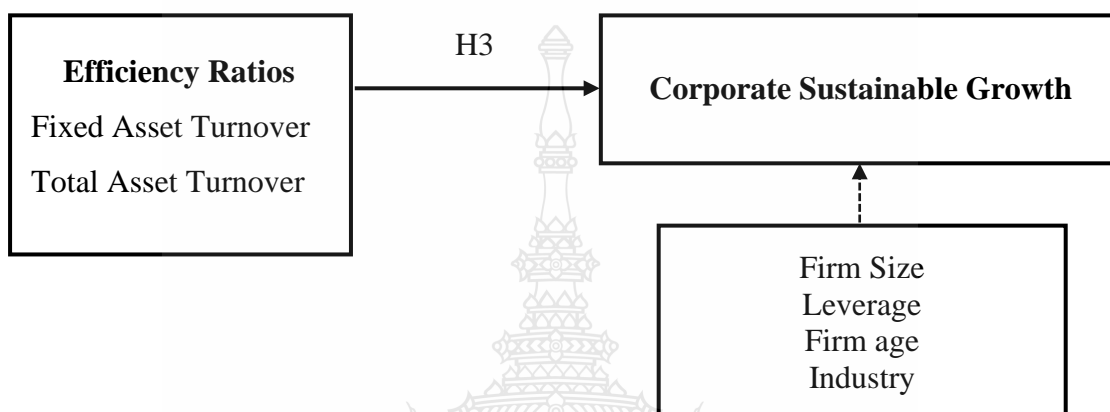 H3
Efficiency Ratios
Fixed Asset Turnover
Total Asset Turnover
Corporate Sustainable Growth
Firm Size
Leverage
Firm age
Industry